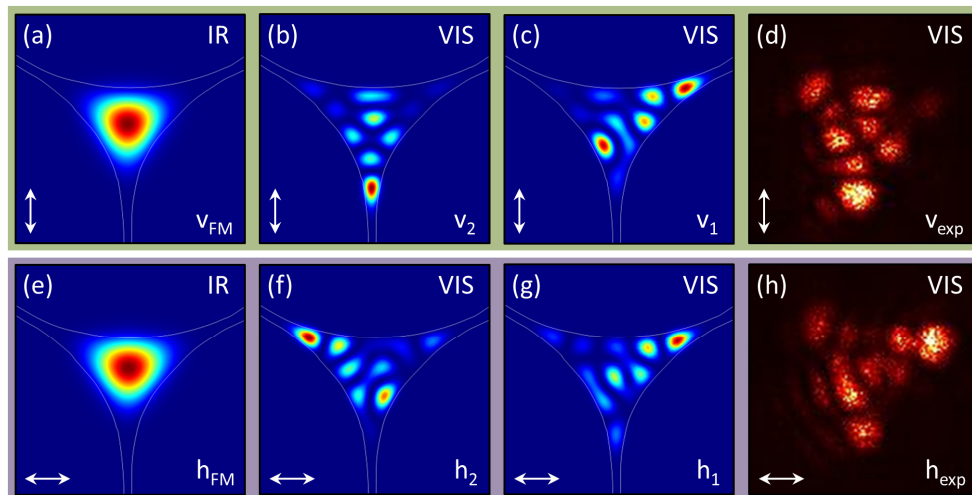 (a) IR
(b) VIS
(c) VIS
(d) VIS
v_FM
v_2
v_1
v_exp
(e) IR
(f) VIS
(g) VIS
(h) VIS
h_FM
h_2
h_1
h_exp